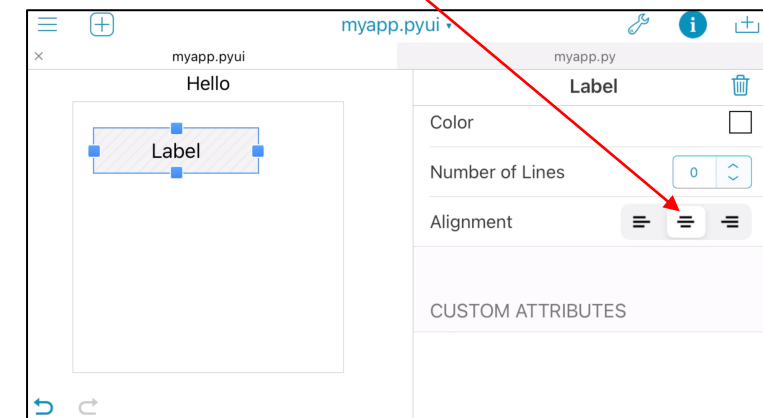 myapp.pyui
myapp.pyui
myapp.py
Hello
Label
Label
Color
Number of Lines
0
Alignment
CUSTOM ATTRIBUTES